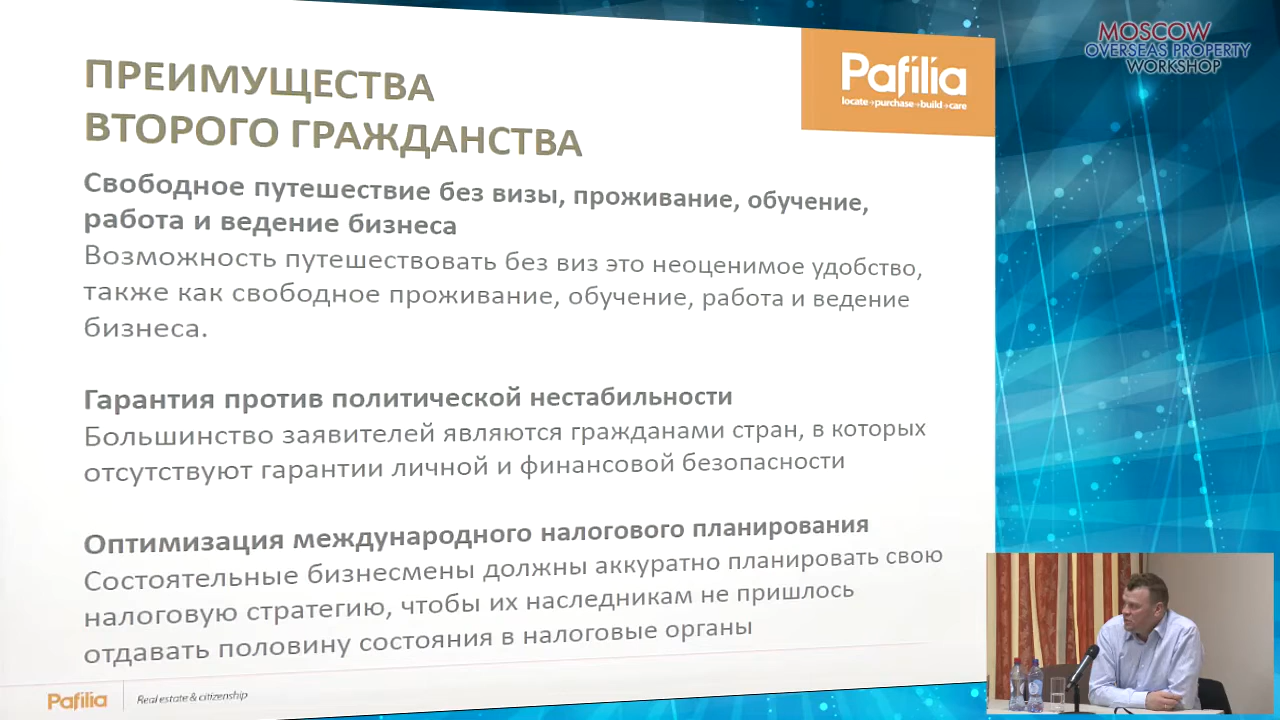 ПРЕИМУЩЕСТВА
ВТОРОГО ГРАЖДАНСТВА
Pafilia
locate→purchase→build→care
MOSCOW
OVERSEAS PROPERTY
WORKSHOP
Свободное путешествие без визы, проживание, обучение,
работа и ведение бизнеса
Возможность путешествовать без виз это неоценимое удобство,
также как свободное проживание, обучение, работа и ведение
бизнеса.
Гарантия против политической нестабильности
Большинство заявителей являются гражданами стран, в которых
отсутствуют гарантии личной и финансовой безопасности
Оптимизация международного налогового планирования
Состоятельные бизнесмены должны аккуратно планировать свою
налоговую стратегию, чтобы их наследникам не пришлось
отдавать половину состояния в налоговые органы
Pafilia
Real estate & citizenship